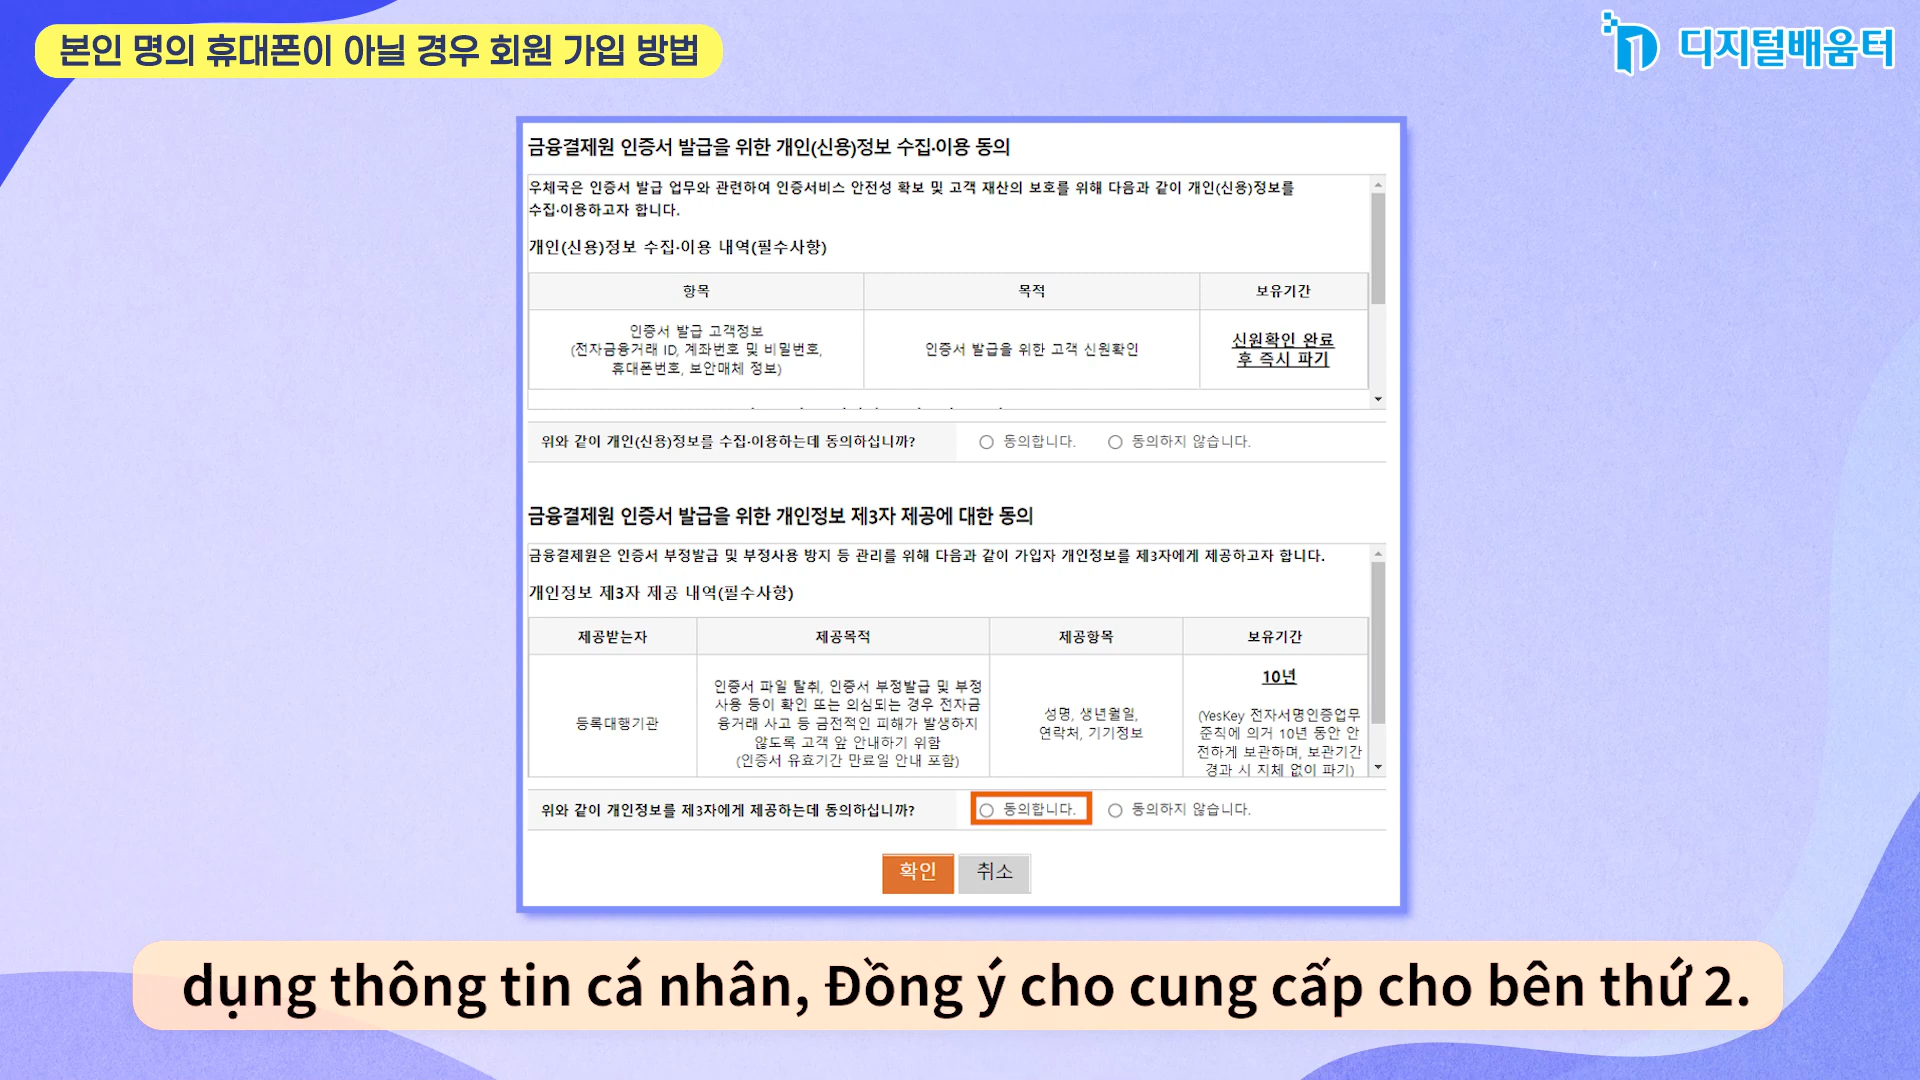 본인 명의 휴대폰이 아닐 경우 회원 가입 방법
디지털배움터
금융결제원 인증서 발급을 위한 개인(신용)정보 수집·이용 동의
우체국은 인증서 발급 업무와 관련하여 인증서비스 안전성 확보 및 고객 재산의 보호를 위해 다음과 같이 개인(신용)정보를
수집·이용하고자 합니다.
개인(신용)정보 수집·이용 내역(필수사항)
항목 목적 보유기간
인증서 발급 고객정보
(전자금융거래 ID, 계좌번호 및 비밀번호,
휴대폰번호, 보안매체 정보)
인증서 발급을 위한 고객 신원확인
신원확인 완료
후 즉시 파기
위와 같이 개인(신용)정보를 수집·이용하는데 동의하십니까? 동의합니다. 동의하지 않습니다.
금융결제원 인증서 발급을 위한 개인정보 제3자 제공에 대한 동의
금융결제원은 인증서 부정발급 및 부정사용 방지 등 관리를 위해 다음과 같이 가입자 개인정보를 제3자에게 제공하고자 합니다.
개인정보 제3자 제공 내역(필수사항)
제공받는자 제공목적 제공항목 보유기간
등록대행기관
인증서 파일 탈취, 인증서 부정발급 및 부정
사용 등이 확인 또는 의심되는 경우 전자금
융거래 사고 등 금전적인 피해가 발생하지
않도록 고객 앞 안내하기 위함
(인증서 유효기간 만료일 안내 포함)
성명, 생년월일,
연락처, 기기정보
10년
(YesKey 전자서명인증업무
준칙에 의거 10년 동안 안
전하게 보관하며, 보관기간
경과 시 지체 없이 파기)
위와 같이 개인정보를 제3자에게 제공하는데 동의하십니까? 동의합니다. 동의하지 않습니다.
확인 취소
dụng thông tin cá nhân, Đồng ý cho cung cấp cho bên thứ 2.